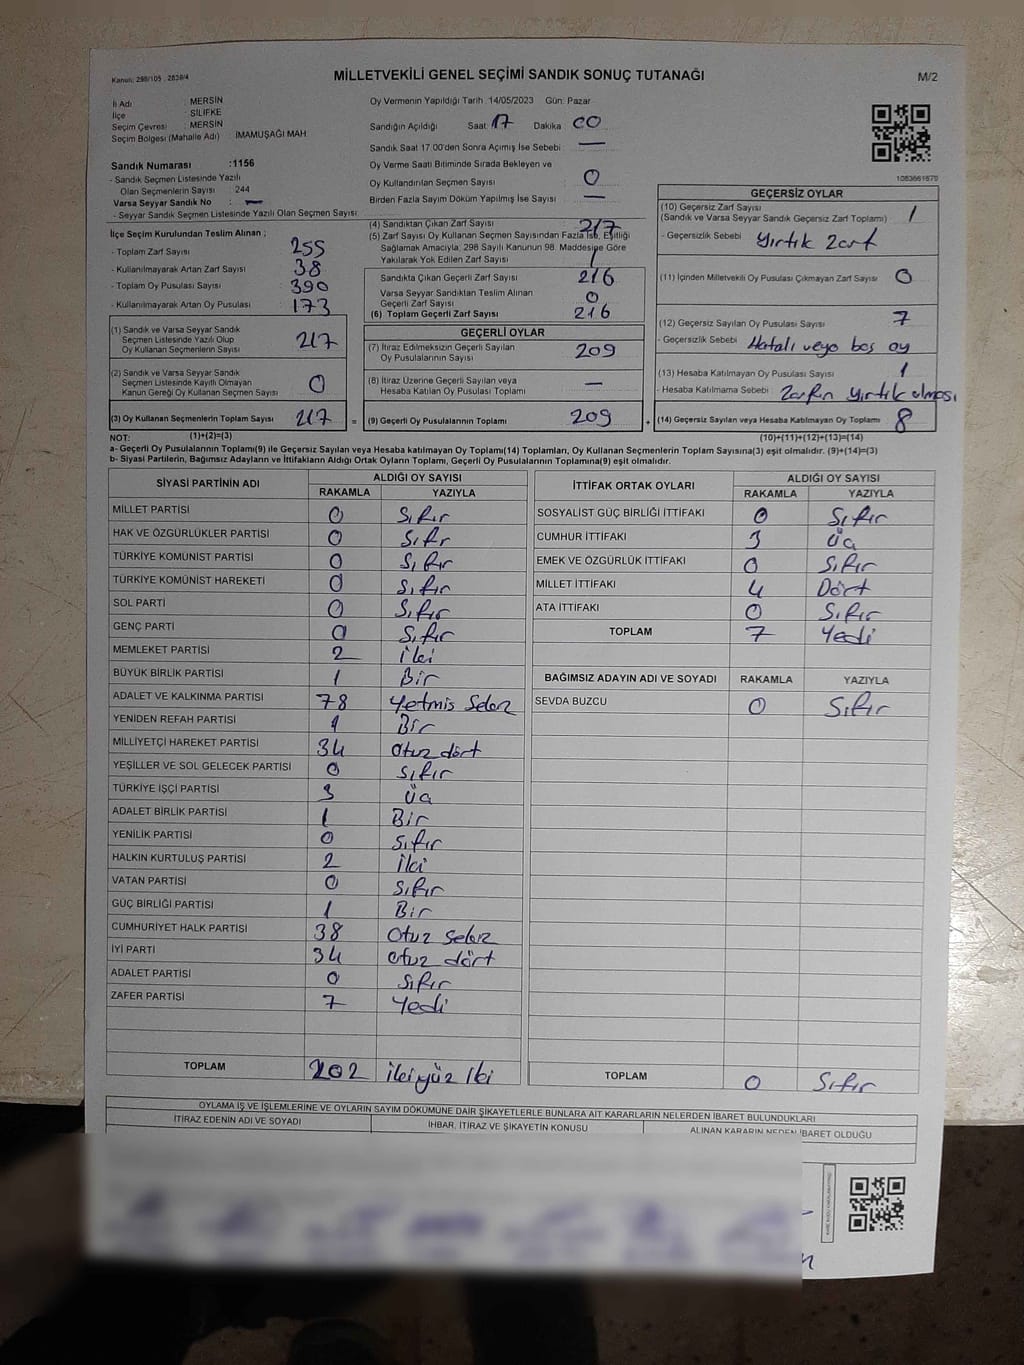 Kanun: 298/105 , 2839/4
MİLLETVEKİLİ GENEL SEÇİMİ SANDIK SONUÇ TUTANAĞI
M/2
İl Adı : MERSİN
İlçe : SİLİFKE
Seçim Çevresi : MERSİN
Seçim Bölgesi (Mahalle Adı) : İMAMUŞAĞI MAH
Sandık Numarası :1156
- Sandık Seçmen Listesinde Yazılı
Olan Seçmenlerin Sayısı : 244
Varsa Seyyar Sandık No : —
- Seyyar Sandık Seçmen Listesinde Yazılı Olan Seçmen Sayısı:
İlçe Seçim Kurulundan Teslim Alınan ;
- Toplam Zarf Sayısı : 255
- Kullanılmayarak Artan Zarf Sayısı : 38
- Toplam Oy Pusulası Sayısı : 390
- Kullanılmayarak Artan Oy Pusulası : 173
(1) Sandık ve Varsa Seyyar Sandık
Seçmen Listesinde Yazılı Olup
Oy Kullanan Seçmenlerin Sayısı 217
(2) Sandık ve Varsa Seyyar Sandık
Seçmen Listesinde Kayıtlı Olmayan
Kanun Gereği Oy Kullanan Seçmen Sayısı 0
(3) Oy Kullanan Seçmenlerin Toplam Sayısı 217
Oy Vermenin Yapıldığı Tarih :14/05/2023 Gün: Pazar
Sandığın Açıldığı Saat: 17 Dakika: 00
Sandık Saat 17.00'den Sonra Açılmış İse Sebebi : —
Oy Verme Saati Bitiminde Sırada Bekleyen ve
Oy Kullandırılan Seçmen Sayısı : 0
Birden Fazla Sayım Döküm Yapılmış İse Sayısı : —
(4) Sandıktan Çıkan Zarf Sayısı : 217
(5) Zarf Sayısı Oy Kullanan Seçmen Sayısından Fazla İse, Eşitliği
Sağlamak Amacıyla, 298 Sayılı Kanunun 98. Maddesine Göre
Yakılarak Yok Edilen Zarf Sayısı : 1
Sandıkta Çıkan Geçerli Zarf Sayısı : 216
Varsa Seyyar Sandıktan Teslim Alınan
Geçerli Zarf Sayısı : 0
(6) Toplam Geçerli Zarf Sayısı : 216
GEÇERLİ OYLAR
(7) İtiraz Edilmeksizin Geçerli Sayılan
Oy Pusulalarının Sayısı : 209
(8) İtiraz Üzerine Geçerli Sayılan veya
Hesaba Katılan Oy Pusulalarının Sayısı : —
= (9) Geçerli Oy Pusulalarının Toplamı : 209
1083661679
GEÇERSİZ OYLAR
(10) Geçersiz Zarf Sayısı : 1
(Sandık ve Varsa Seyyar Sandık Geçersiz Zarf Toplamı)
- Geçersizlik Sebebi : Yırtık Zarf
(11) İçinden Milletvekili Oy Pusulası Çıkmayan Zarf Sayısı : 0
(12) Geçersiz Sayılan Oy Pusulası Sayısı : 7
- Geçersizlik Sebebi : Hatalı veya boş oy
(13) Hesaba Katılmayan Oy Pusulası Sayısı : 1
- Hesaba Katılmama Sebebi : Zarfın yırtık olması
+ (14) Geçersiz Sayılan veya Hesaba Katılmayan Oy Toplamı : 8
NOT: (1)+(2)=(3) (10)+(11)+(12)+(13)=(14)
a- Geçerli Oy Pusulalarının Toplamı(9) ile Geçersiz Sayılan veya Hesaba katılmayan Oy Toplamı(14) Toplamları, Oy Kullanan Seçmenlerin Toplam Sayısına(3) eşit olmalıdır. (9)+(14)=(3)
b- Siyasi Partilerin, Bağımsız Adayların ve İttifakların Aldığı Ortak Oyların Toplamı, Geçerli Oy Pusulalarının Toplamına(9) eşit olmalıdır.
SİYASİ PARTİNİN ADI ALDIĞI OY SAYISI
RAKAMLA YAZIYLA
MİLLET PARTİSİ 0 Sıfır
HAK VE ÖZGÜRLÜKLER PARTİSİ 0 Sıfır
TÜRKİYE KOMÜNİST PARTİSİ 0 Sıfır
TÜRKİYE KOMÜNİST HAREKETİ 0 Sıfır
SOL PARTİ 0 Sıfır
GENÇ PARTİ 0 Sıfır
MEMLEKET PARTİSİ 2 iki
BÜYÜK BİRLİK PARTİSİ 1 Bir
ADALET VE KALKINMA PARTİSİ 78 Yetmis Sekiz
YENİDEN REFAH PARTİSİ 1 Bir
MİLLİYETÇİ HAREKET PARTİSİ 34 Otuz dört
YEŞİLLER VE SOL GELECEK PARTİSİ 0 Sıfır
TÜRKİYE İŞÇİ PARTİSİ 3 üç
ADALET BİRLİK PARTİSİ 1 Bir
YENİLİK PARTİSİ 0 Sıfır
HALKIN KURTULUŞ PARTİSİ 2 iki
VATAN PARTİSİ 0 Sıfır
GÜÇ BİRLİĞİ PARTİSİ 1 Bir
CUMHURİYET HALK PARTİSİ 38 Otuz sekiz
İYİ PARTİ 34 Otuz dört
ADALET PARTİSİ 0 Sıfır
ZAFER PARTİSİ 7 Yedi
TOPLAM 202 ikiyüz iki
İTTİFAK ORTAK OYLARI ALDIĞI OY SAYISI
RAKAMLA YAZIYLA
SOSYALİST GÜÇ BİRLİĞİ İTTİFAKI 0 Sıfır
CUMHUR İTTİFAKI 3 üç
EMEK VE ÖZGÜRLÜK İTTİFAKI 0 Sıfır
MİLLET İTTİFAKI 4 Dört
ATA İTTİFAKI 0 Sıfır
TOPLAM 7 Yedi
BAĞIMSIZ ADAYIN ADI VE SOYADI RAKAMLA YAZIYLA
SEVDA BUZCU 0 Sıfır
TOPLAM 0 Sıfır
OYLAMA İŞ VE İŞLEMLERİNE VE OYLARIN SAYIM DÖKÜMÜNE DAİR ŞİKAYETLERLE BUNLARA AİT KARARLARIN NELERDEN İBARET BULUNDUKLARI
İTİRAZ EDENİN ADI VE SOYADI İHBAR, İTİRAZ VE ŞİKAYETİN KONUSU ALINAN KARARIN NEDEN İBARET OLDUĞU